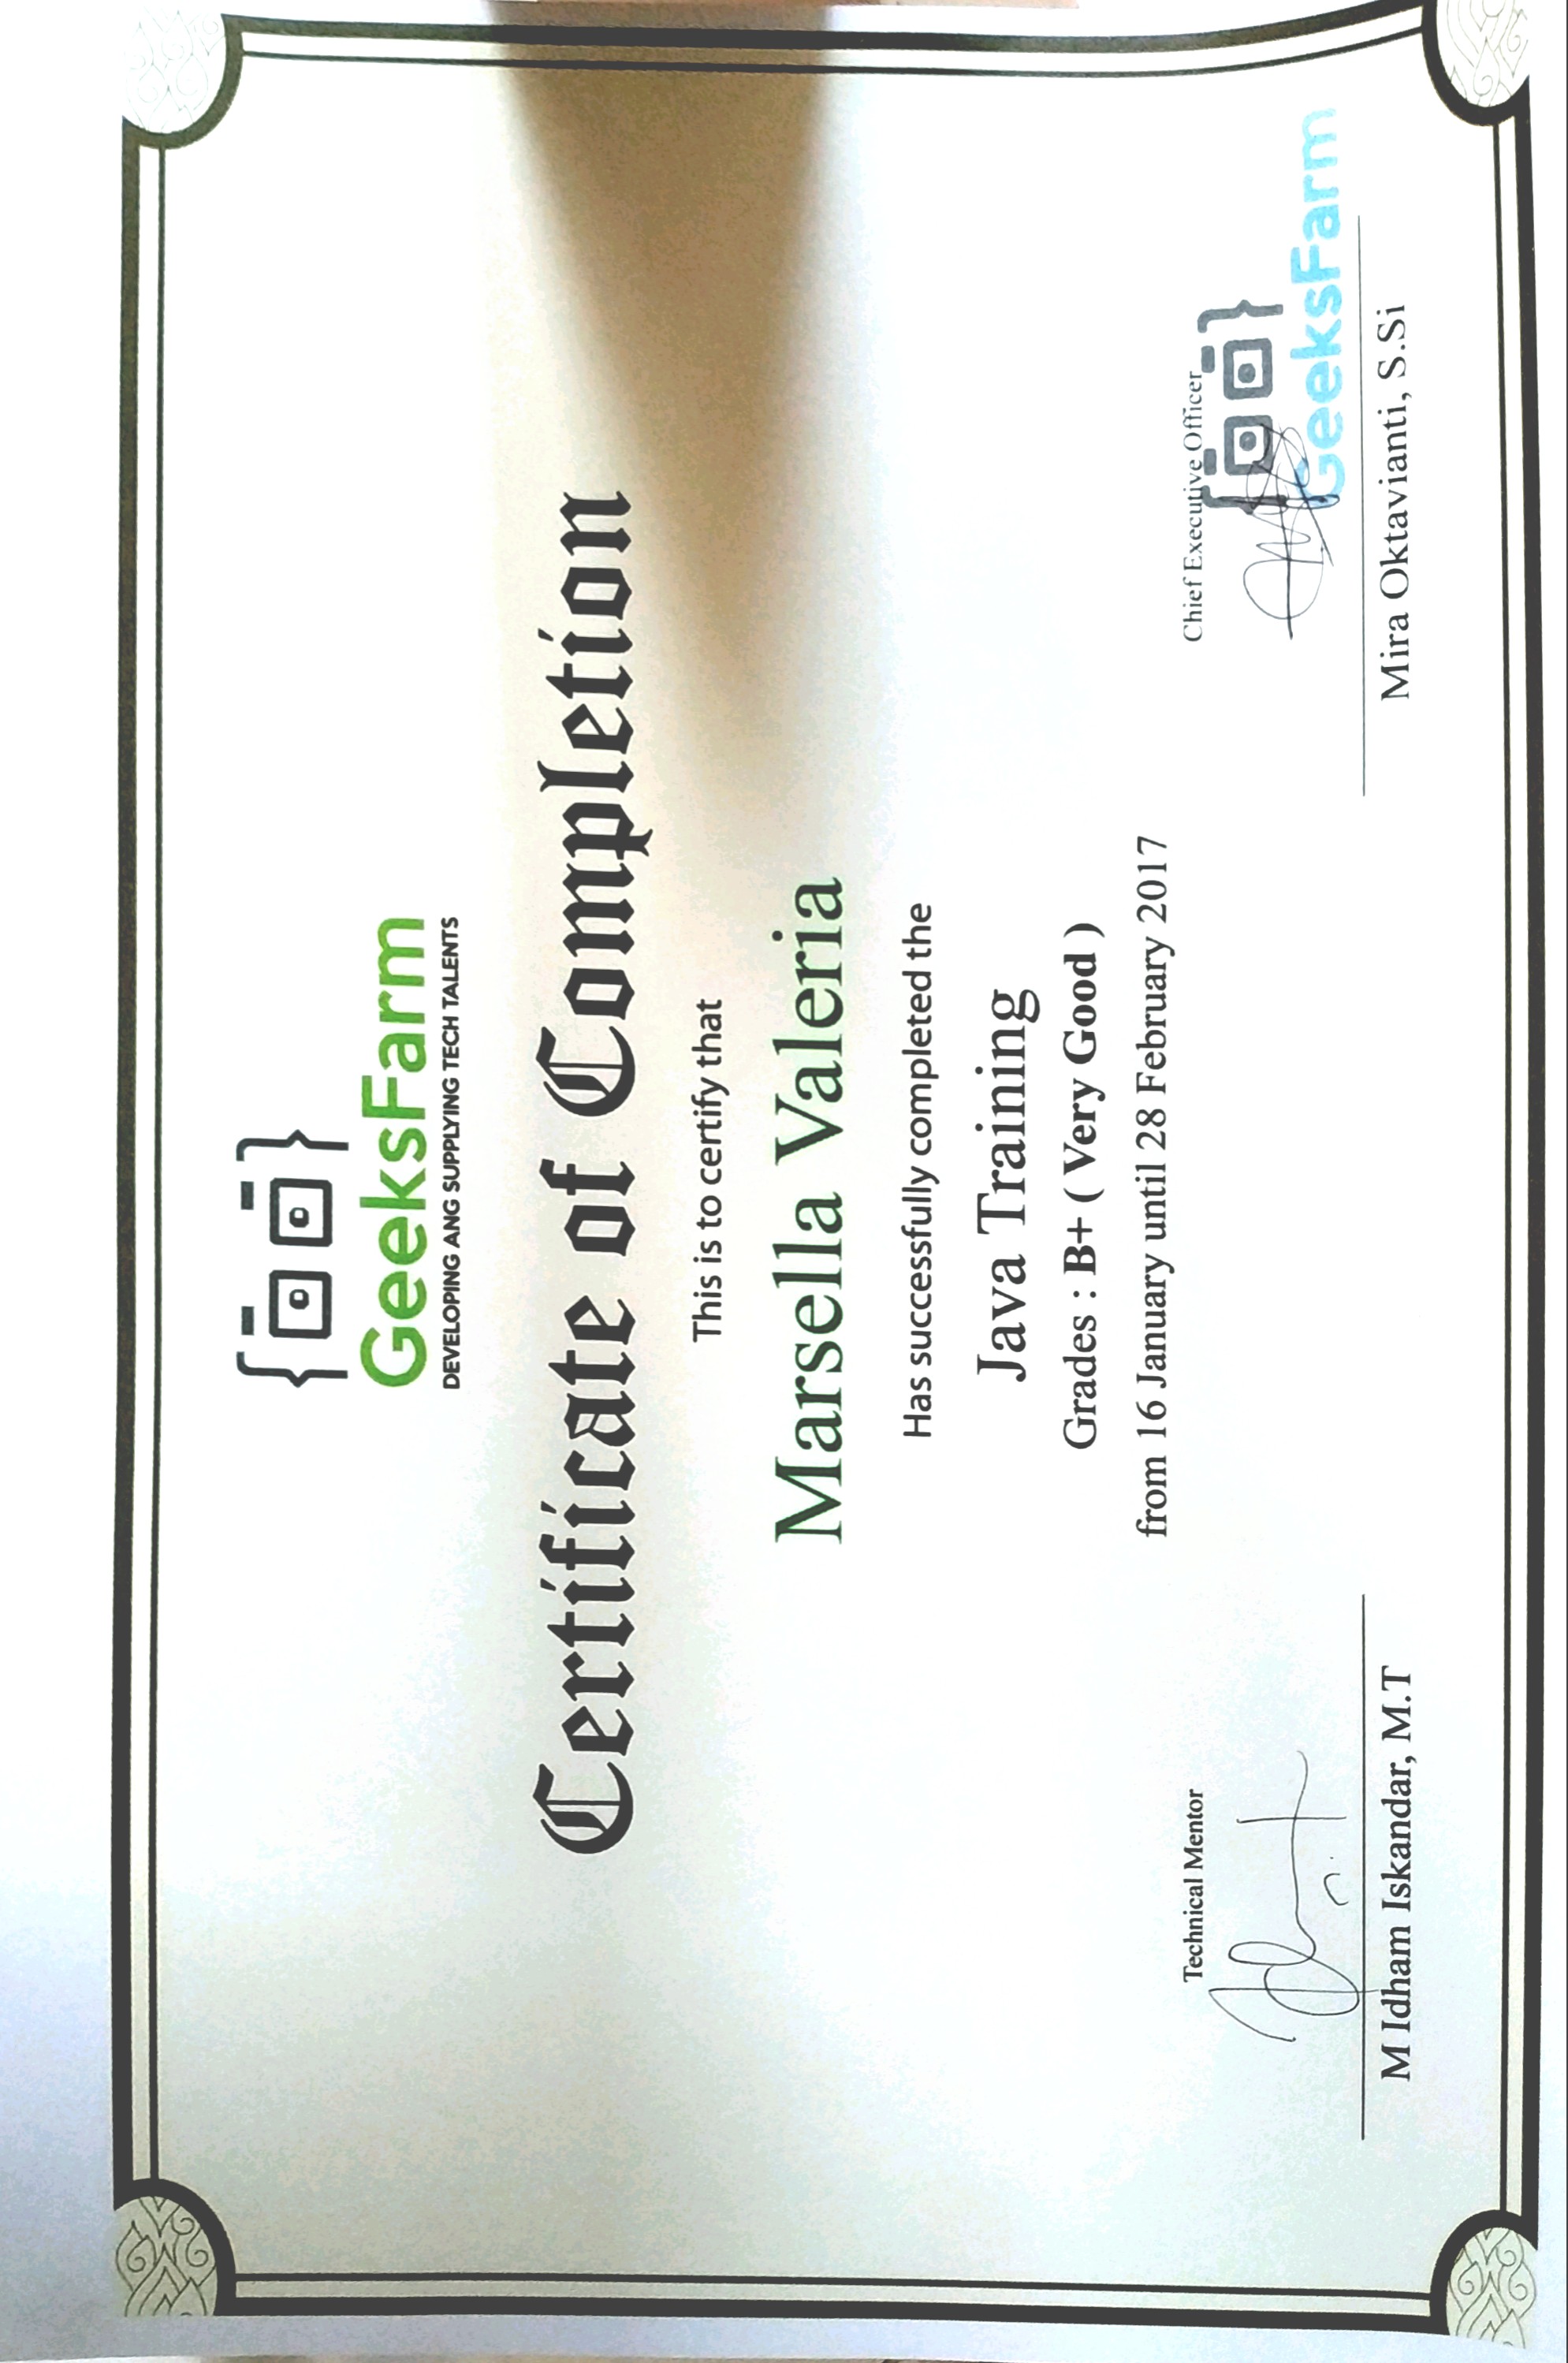 GeeksFarm
DEVELOPING ANG SUPPLYING TECH TALENTS
Certificate of Completion
This is to certify that
Marsella Valeria
Has successfully completed the
Java Training
Grades : B+ ( Very Good )
from 16 January until 28 February 2017
Technical Mentor
M Idham Iskandar, M.T
Chief Executive Officer
GeeksFarm
Mira Oktavianti, S.Si